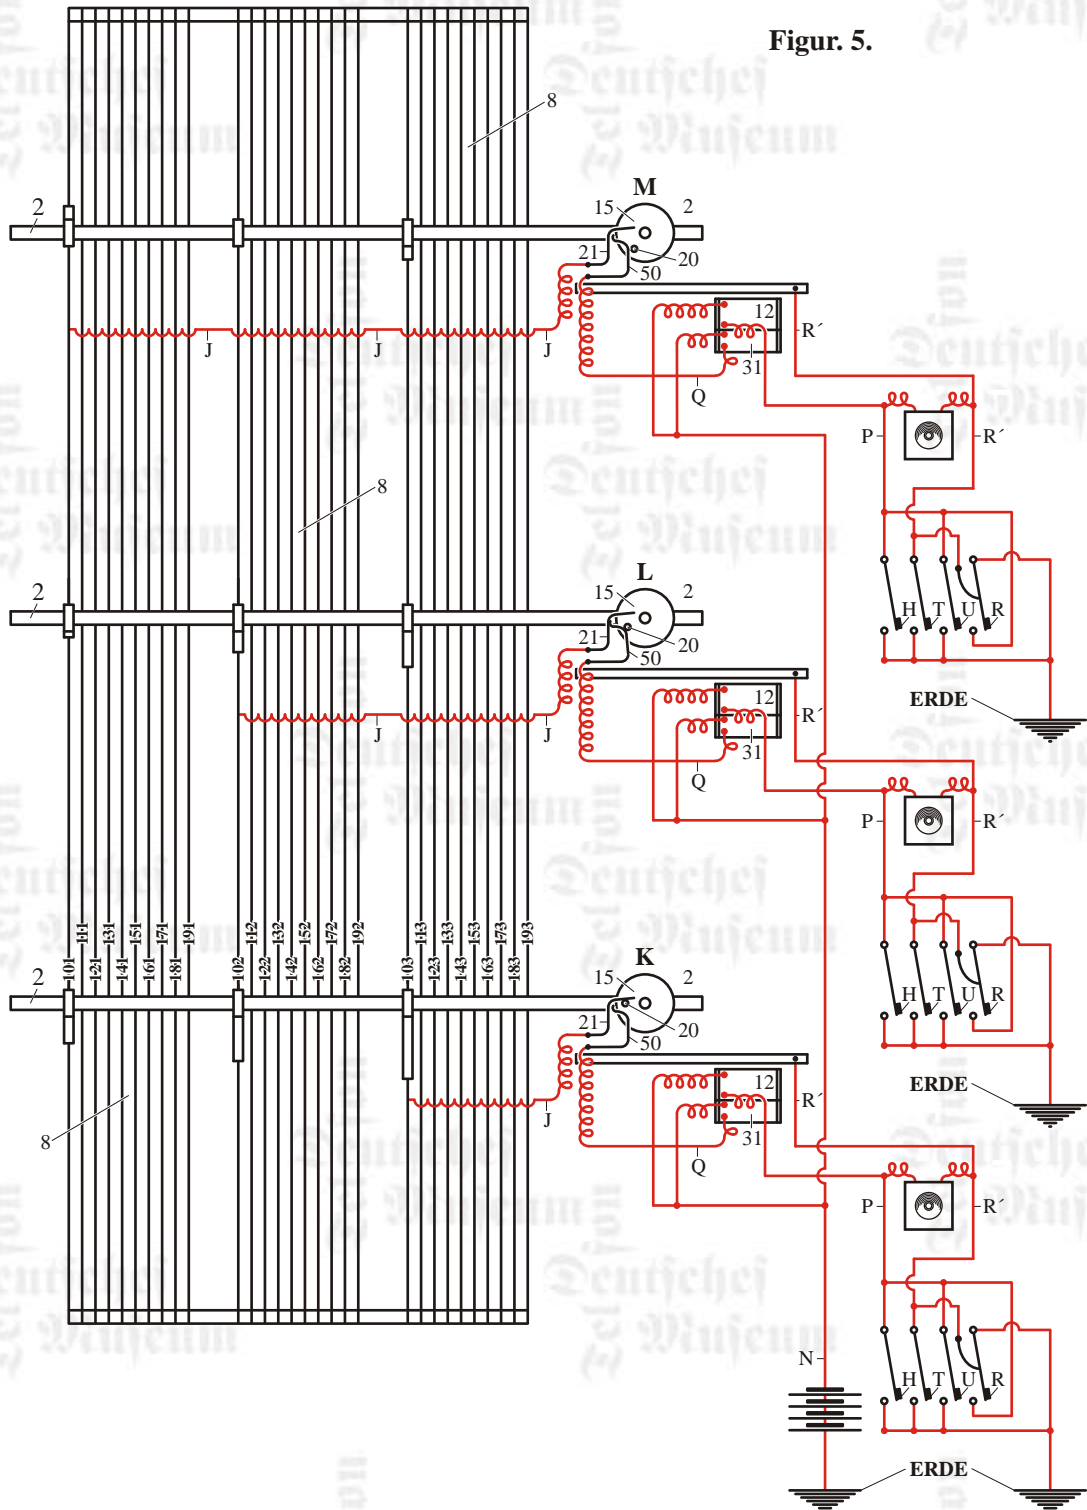 Figur. 5.
8
M
2
15
2
21
20
50
12
R´
J
J
J
31
Q
P
R´
8
H
T
U
R
L
2
15
2
21
20
50
ERDE
12
R´
J
J
31
Q
P
R´
101
111
121
131
141
151
161
171
181
191
102
112
122
132
142
152
162
172
182
192
103
113
123
133
143
153
163
173
183
193
H
T
U
R
K
2
15
2
21
20
50
ERDE
12
R´
J
31
8
Q
P
R´
N
H
T
U
R
ERDE